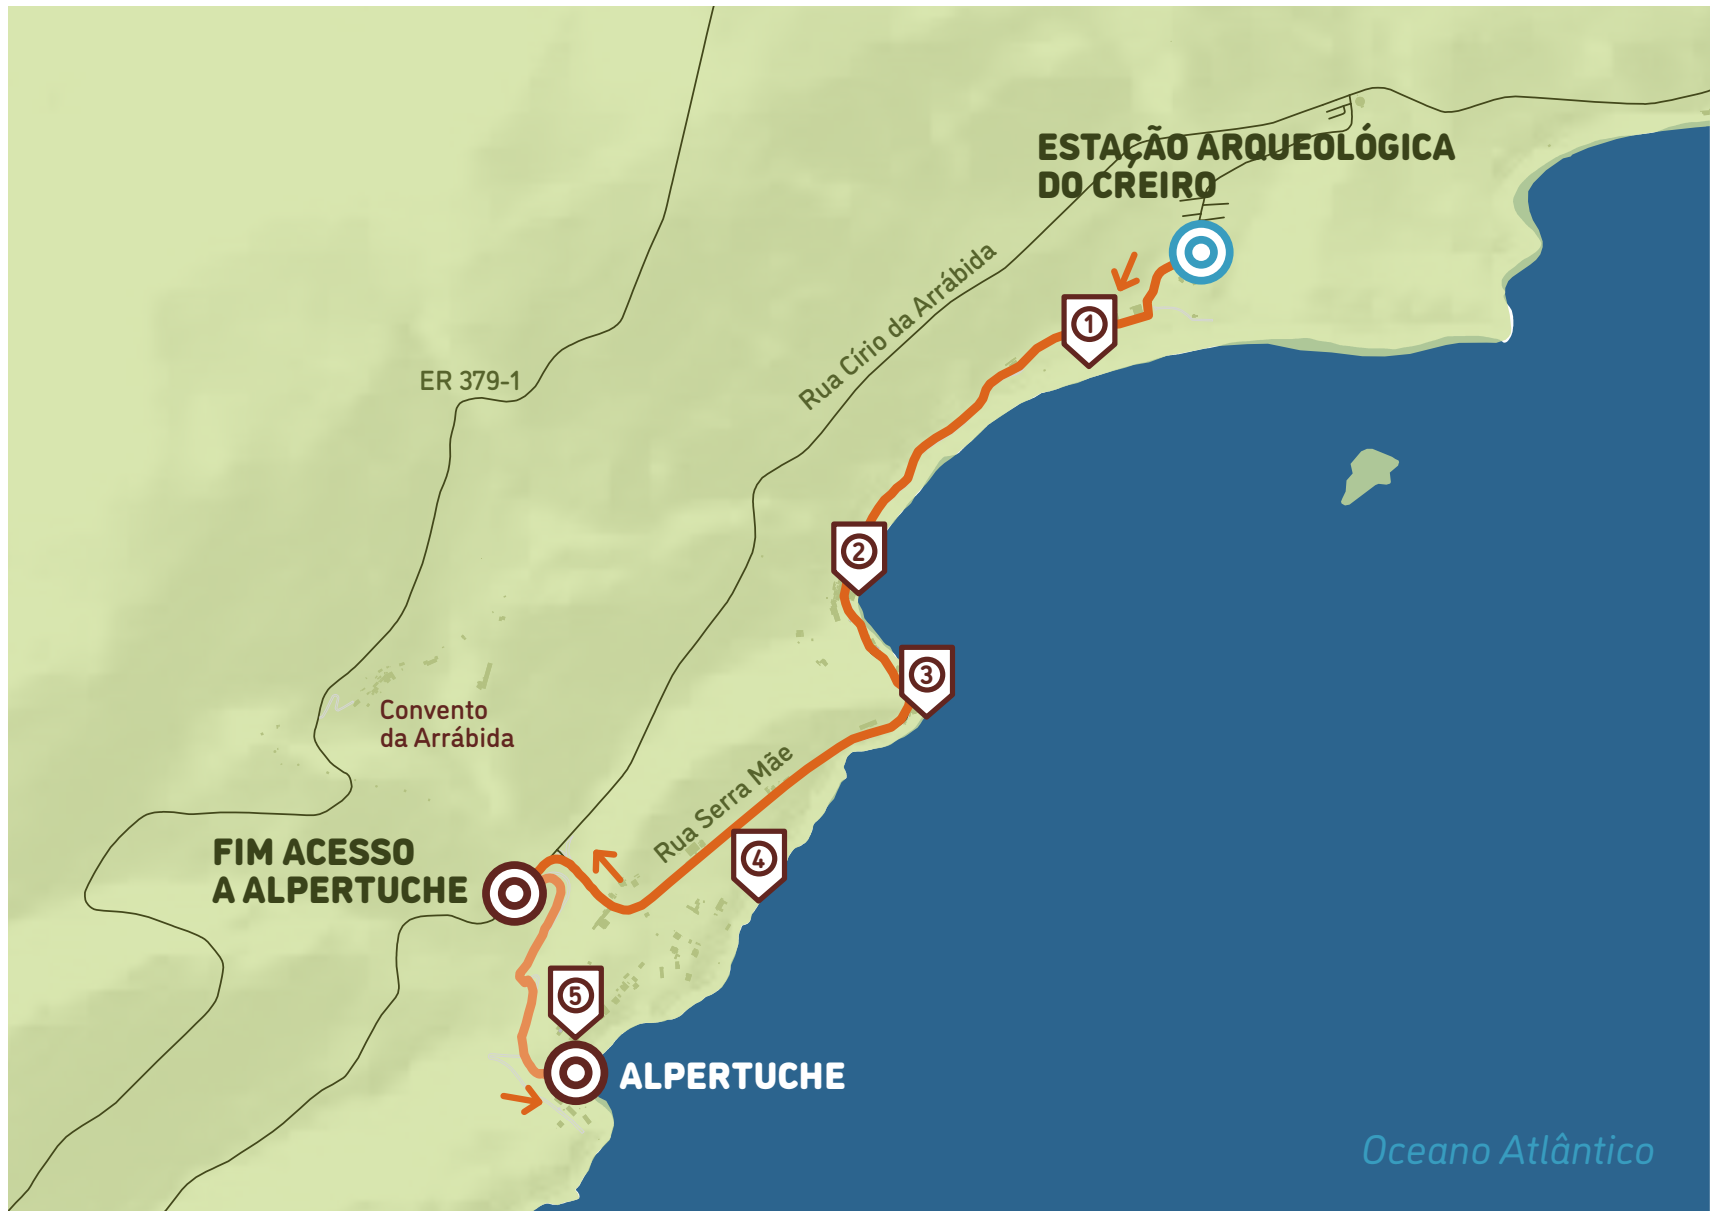 ESTAÇÃO ARQUEOLÓGICA
DO CREIRO
Rua Círio da Arrábida
1
ER 379-1
2
3
Convento
da Arrábida
Rua Serra Mãe
4
FIM ACESSO
A ALPERTUCHE
5
ALPERTUCHE
Oceano Atlântico